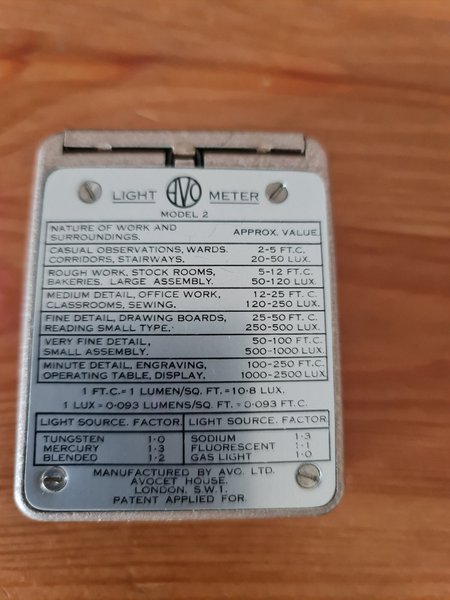 LIGHT AVO METER
MODEL 2
NATURE OF WORK AND SURROUNDINGS. APPROX. VALUE.
CASUAL OBSERVATIONS, WARDS. 2-5 FT.C.
CORRIDORS, STAIRWAYS. 20-50 LUX.
ROUGH WORK, STOCK ROOMS, 5-12 FT.C.
BAKERIES. LARGE ASSEMBLY. 50-120 LUX.
MEDIUM DETAIL, OFFICE WORK, 12-25 FT. C.
CLASSROOMS, SEWING. 120-250 LUX.
FINE DETAIL, DRAWING BOARDS, 25-50 FT.C.
READING SMALL TYPE. 250-500 LUX.
VERY FINE DETAIL, 50-100 FT.C.
SMALL ASSEMBLY. 500-1000 LUX.
MINUTE DETAIL, ENGRAVING, 100-250 FT.C.
OPERATING TABLE, DISPLAY. 1000-2500 LUX.
1 FT.C.=1 LUMEN/SQ. FT.=10·8 LUX.
1 LUX=0·093 LUMENS/SQ. FT.=0·093 FT.C.
LIGHT SOURCE. FACTOR. LIGHT SOURCE. FACTOR.
TUNGSTEN 1·0 SODIUM 1·3
MERCURY 1·3 FLUORESCENT 1·1
BLENDED 1·2 GAS LIGHT 1·0
MANUFACTURED BY AVO. LTD.
AVOCET HOUSE.
LONDON. S.W.1.
PATENT APPLIED FOR